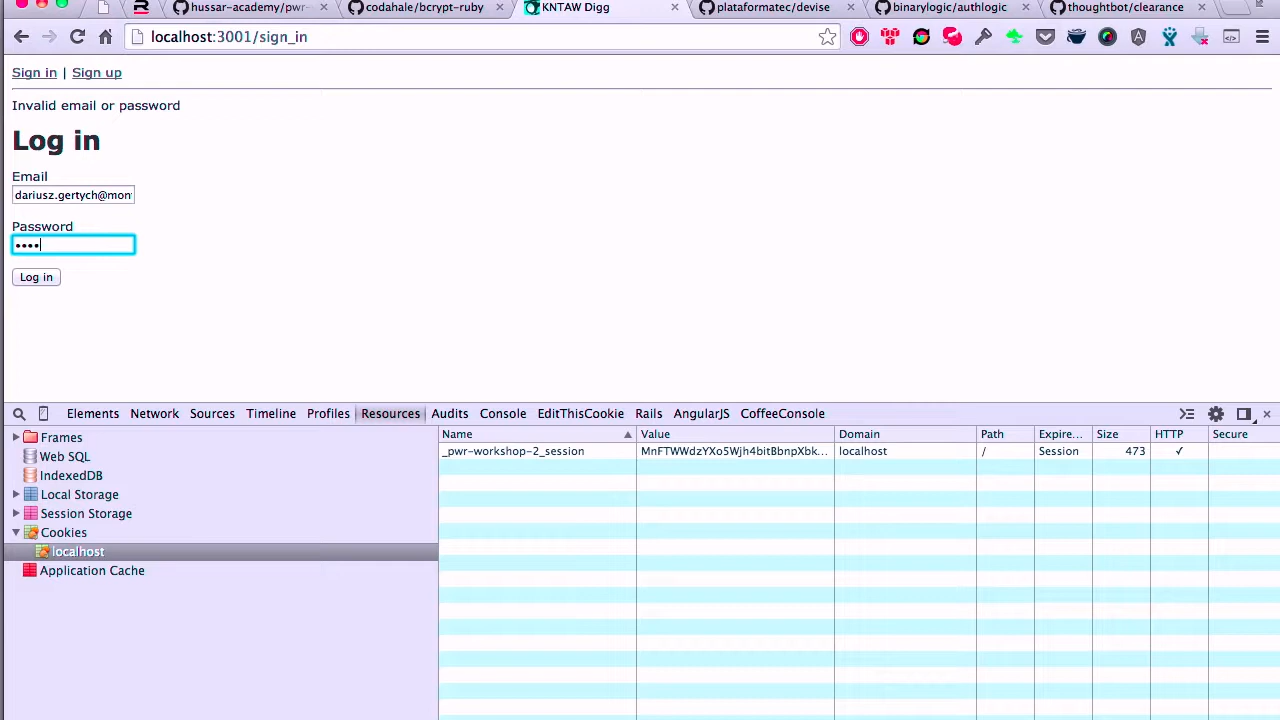 hussar-academy/pwr- codahale/bcrypt-ruby KNTAW Digg plataformatec/devise binarylogic/authlogic thoughtbot/clearance
localhost:3001/sign_in
Sign in | Sign up
Invalid email or password
Log in
Email
dariusz.gertych@mon
Password
Log in
Elements Network Sources Timeline Profiles Resources Audits Console EditThisCookie Rails AngularJS CoffeeConsole
Name Value Domain Path Expire... Size HTTP Secure
_pwr-workshop-2_session MnFTWWdzYXo5Wjh4bitBbnpXbk... localhost / Session 473 ✓
Frames
Web SQL
IndexedDB
Local Storage
Session Storage
Cookies
localhost
Application Cache